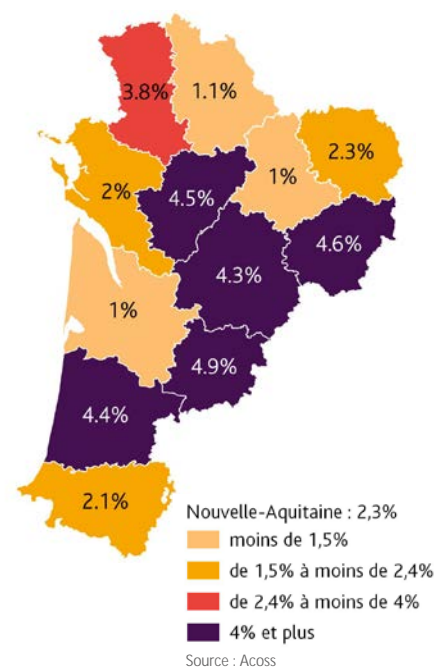 3.8%
1.1%
2.3%
2%
4.5%
1%
4.6%
4.3%
1%
4.9%
4.4%
2.1%
Nouvelle-Aquitaine : 2,3%
moins de 1,5%
de 1,5% à moins de 2,4%
de 2,4% à moins de 4%
4% et plus
Source : Acoss